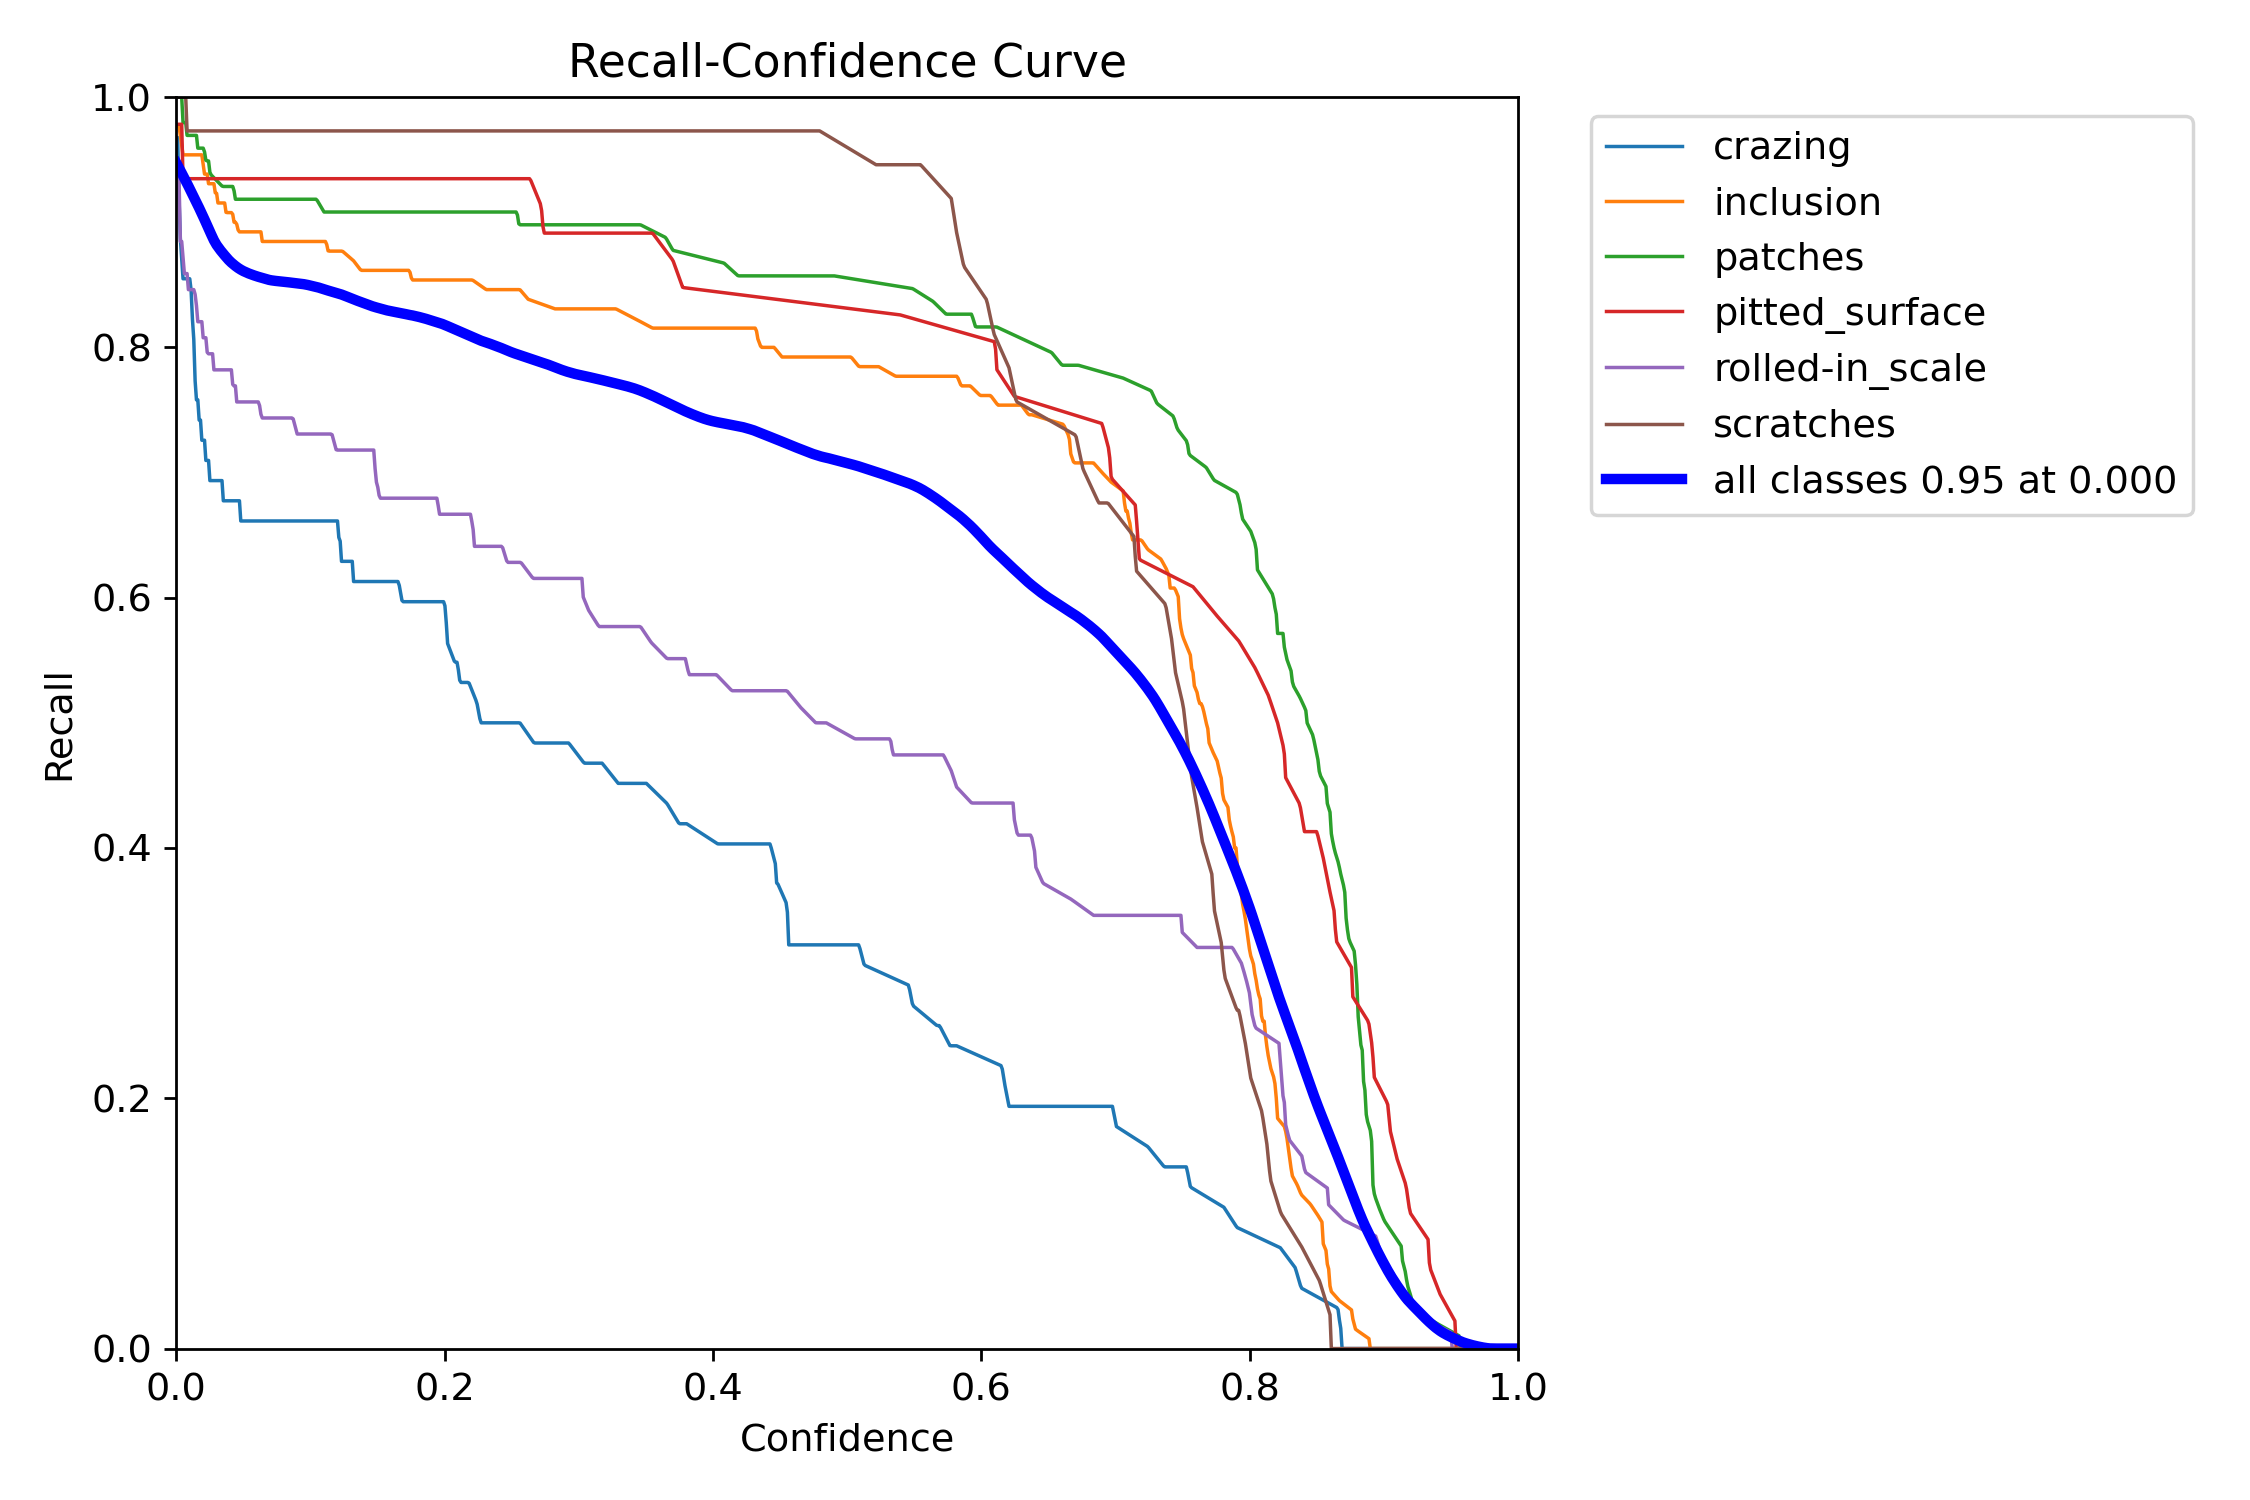 Recall-Confidence Curve
1.0
0.8
0.6
0.4
0.2
0.0
Recall
0.0 0.2 0.4 0.6 0.8 1.0
Confidence
crazing
inclusion
patches
pitted_surface
rolled-in_scale
scratches
all classes 0.95 at 0.000